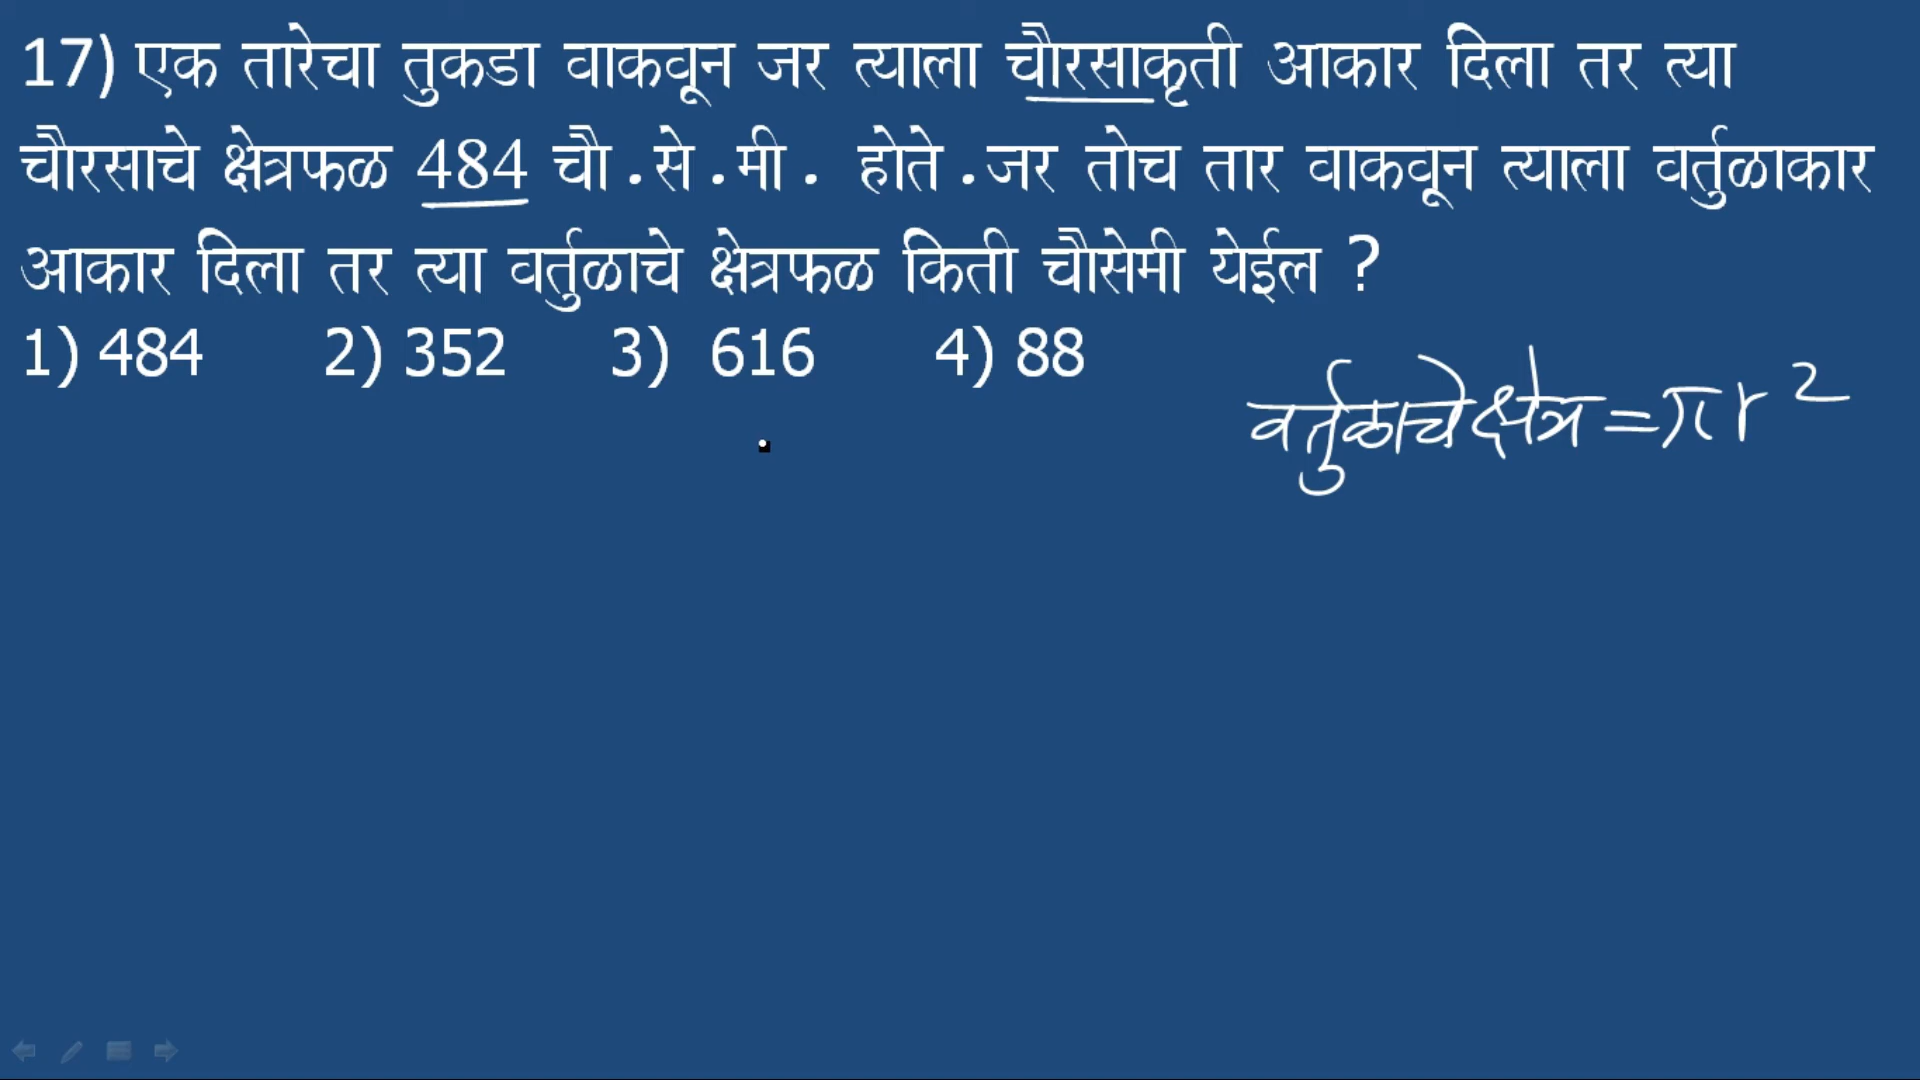 17) एक तारेचा तुकडा वाकवून जर त्याला चौरसाकृती आकार दिला तर त्या
चौरसाचे क्षेत्रफळ 484 चौ.से.मी. होते.जर तोच तार वाकवून त्याला वर्तुळाकार
आकार दिला तर त्या वर्तुळाचे क्षेत्रफळ किती चौसेमी येईल ?
1) 484 2) 352 3) 616 4) 88
वर्तुळाचे क्षेत्र = πr²